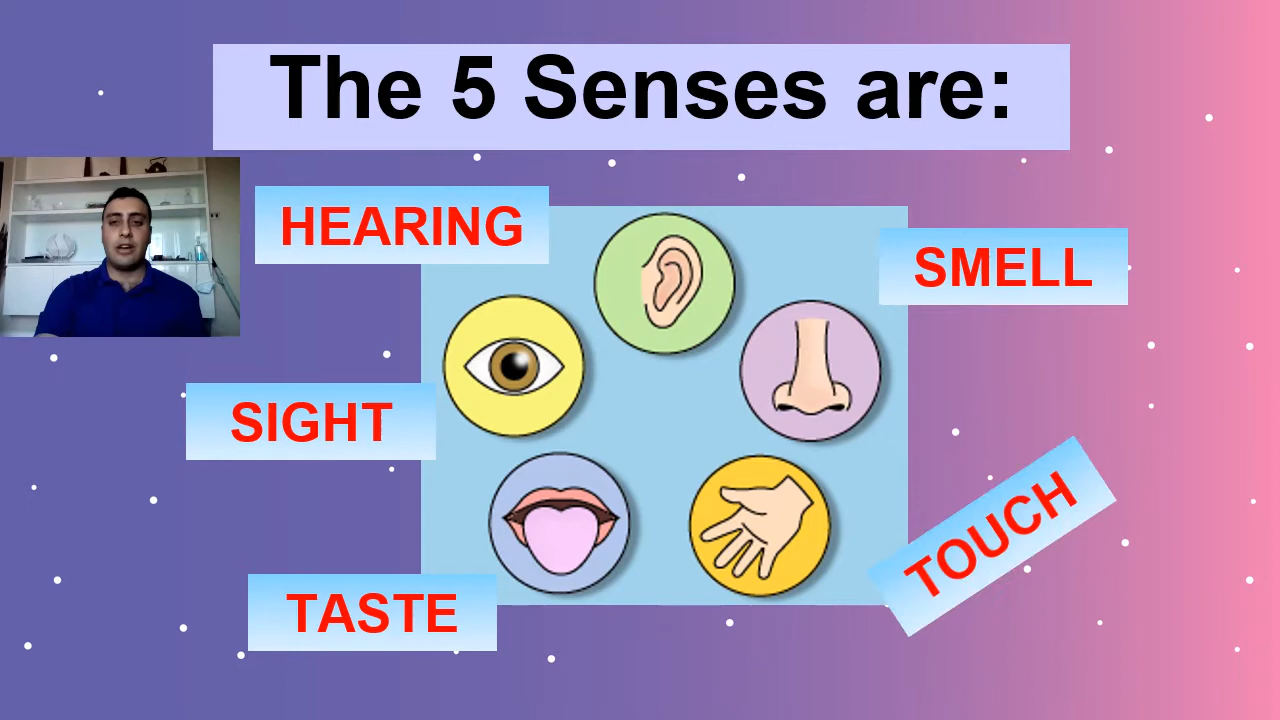 The 5 Senses are:
HEARING
SMELL
SIGHT
TOUCH
TASTE